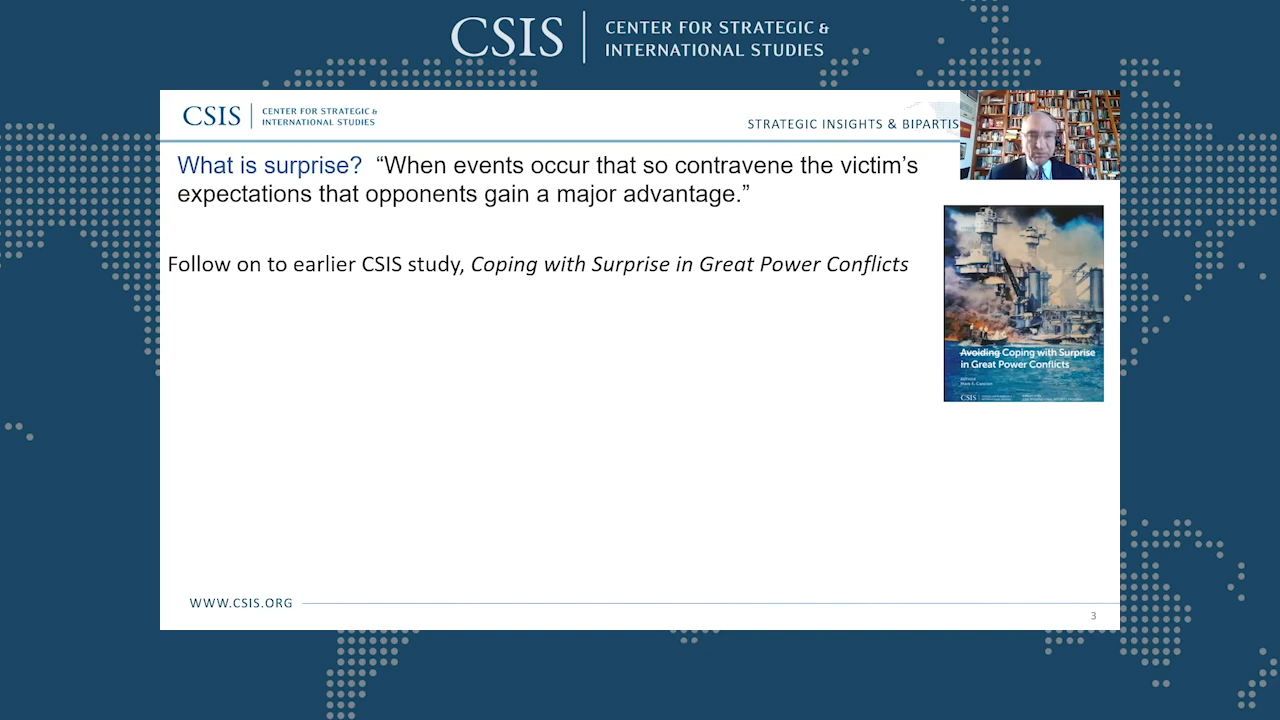 CSIS
CENTER FOR STRATEGIC &
INTERNATIONAL STUDIES
CSIS
CENTER FOR STRATEGIC &
INTERNATIONAL STUDIES
STRATEGIC INSIGHTS & BIPARTIS
What is surprise? “When events occur that so contravene the victim’s
expectations that opponents gain a major advantage.”
Follow on to earlier CSIS study, Coping with Surprise in Great Power Conflicts
Avoiding Coping with Surprise
in Great Power Conflicts
CSIS
WWW.CSIS.ORG
3